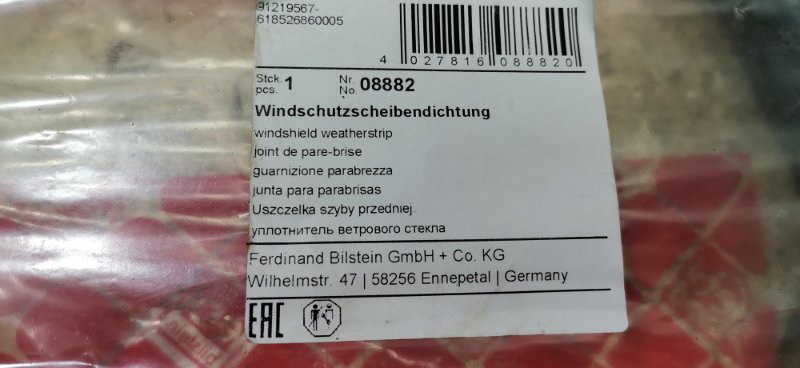 91219567-
618526860005
4 027816 088820
Stck. 1 Nr. 08882
pcs. No.
Windschutzscheibendichtung
windshield weatherstrip
joint de pare-brise
guarnizione parabrezza
junta para parabrisas
Uszczelka szyby przedniej
уплотнитель ветрового стекла
Ferdinand Bilstein GmbH + Co. KG
Wilhelmstr. 47 | 58256 Ennepetal | Germany
EAC